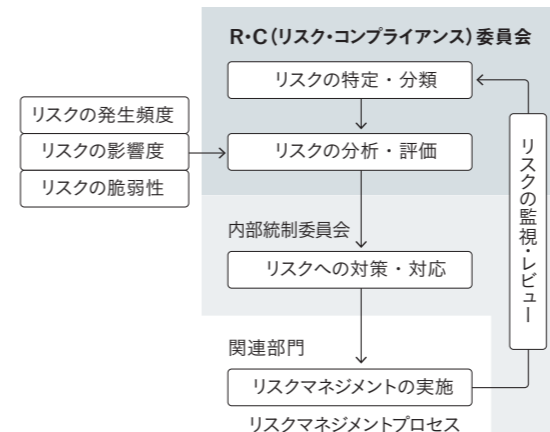 R・C（リスク・コンプライアンス）委員会
リスクの特定・分類
リスクの発生頻度
リスクの影響度
リスクの脆弱性
リスクの分析・評価
リスクの監視・レビュー
内部統制委員会
リスクへの対策・対応
関連部門
リスクマネジメントの実施
リスクマネジメントプロセス